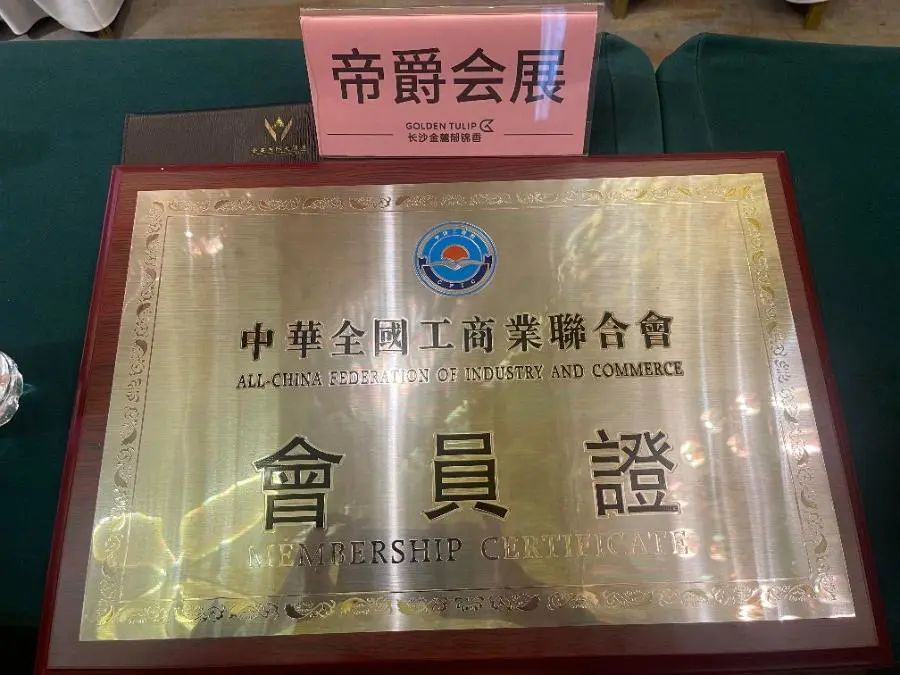 帝爵会展
GOLDEN TULIP
长沙金麓郁锦香
中華全國工商業聯合會
ALL-CHINA FEDERATION OF INDUSTRY AND COMMERCE
會員證
MEMBERSHIP CERTIFICATE